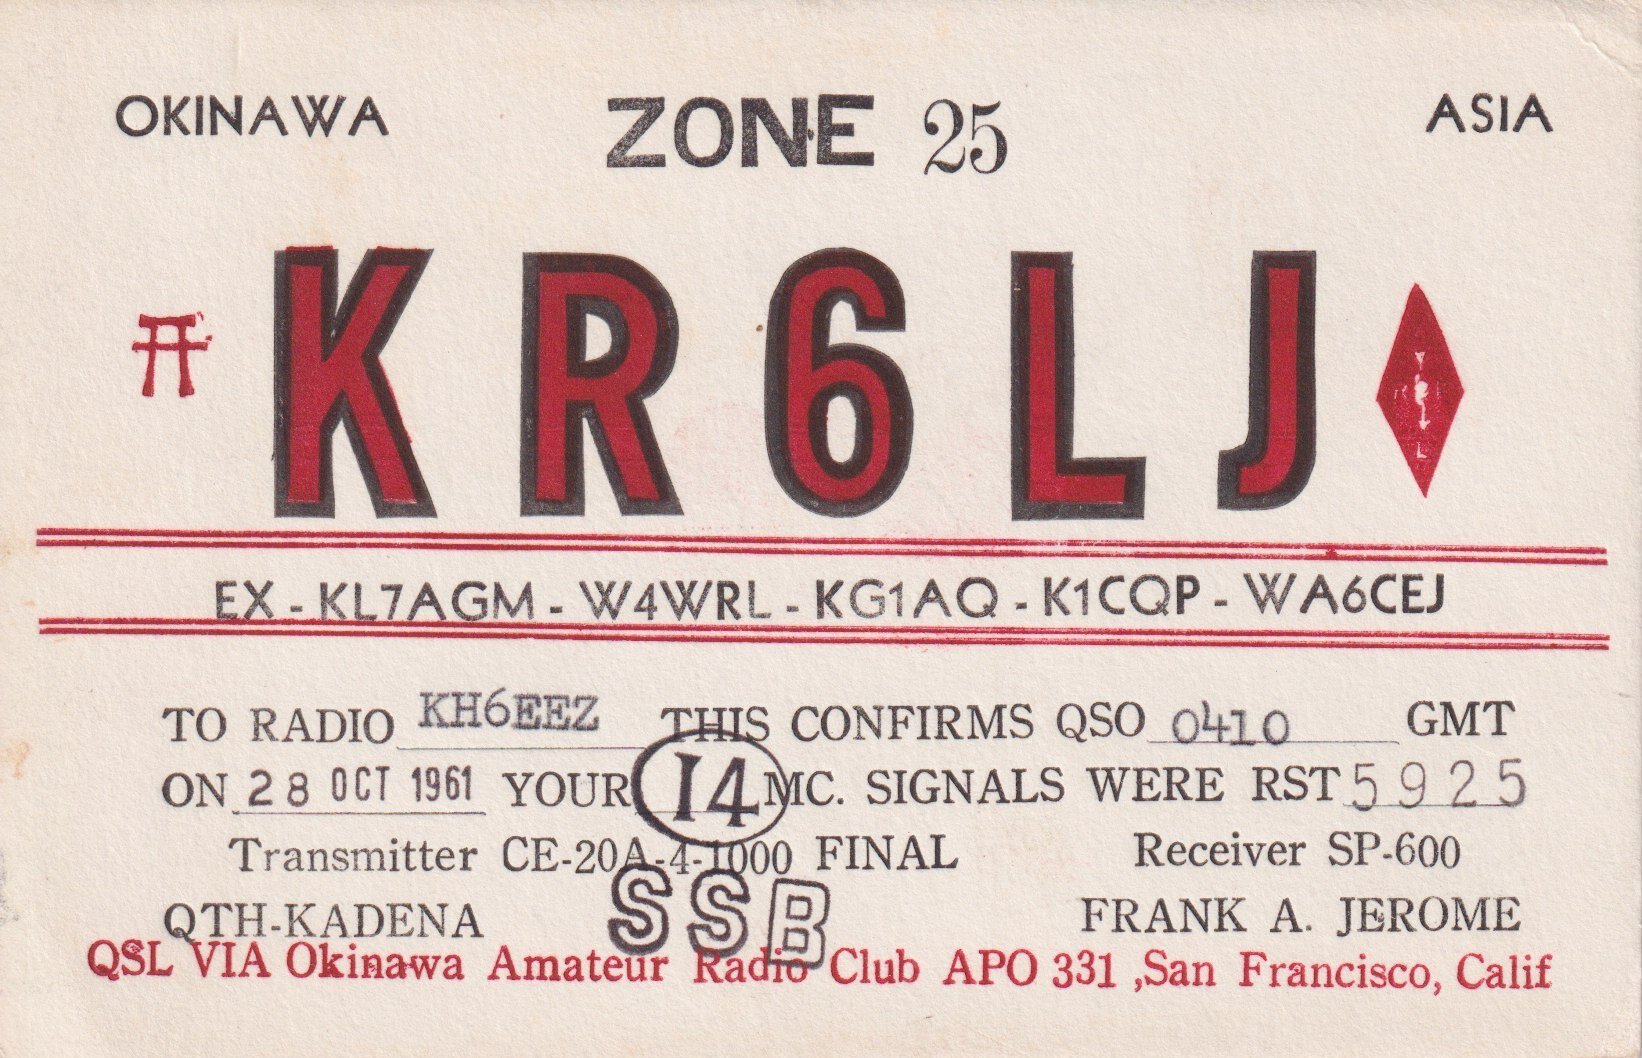 OKINAWA ZONE 25 ASIA
KR6LJ
EX - KL7AGM - W4WRL - KG1AQ - K1CQP - WA6CEJ
TO RADIO KH6EEZ THIS CONFIRMS QSO 0410 GMT
ON 28 OCT 1961 YOUR 14 MC. SIGNALS WERE RST 5925
Transmitter CE-20A-4-1000 FINAL Receiver SP-600
SSB
QTH-KADENA FRANK A. JEROME
QSL VIA Okinawa Amateur Radio Club APO 331 ,San Francisco, Calif